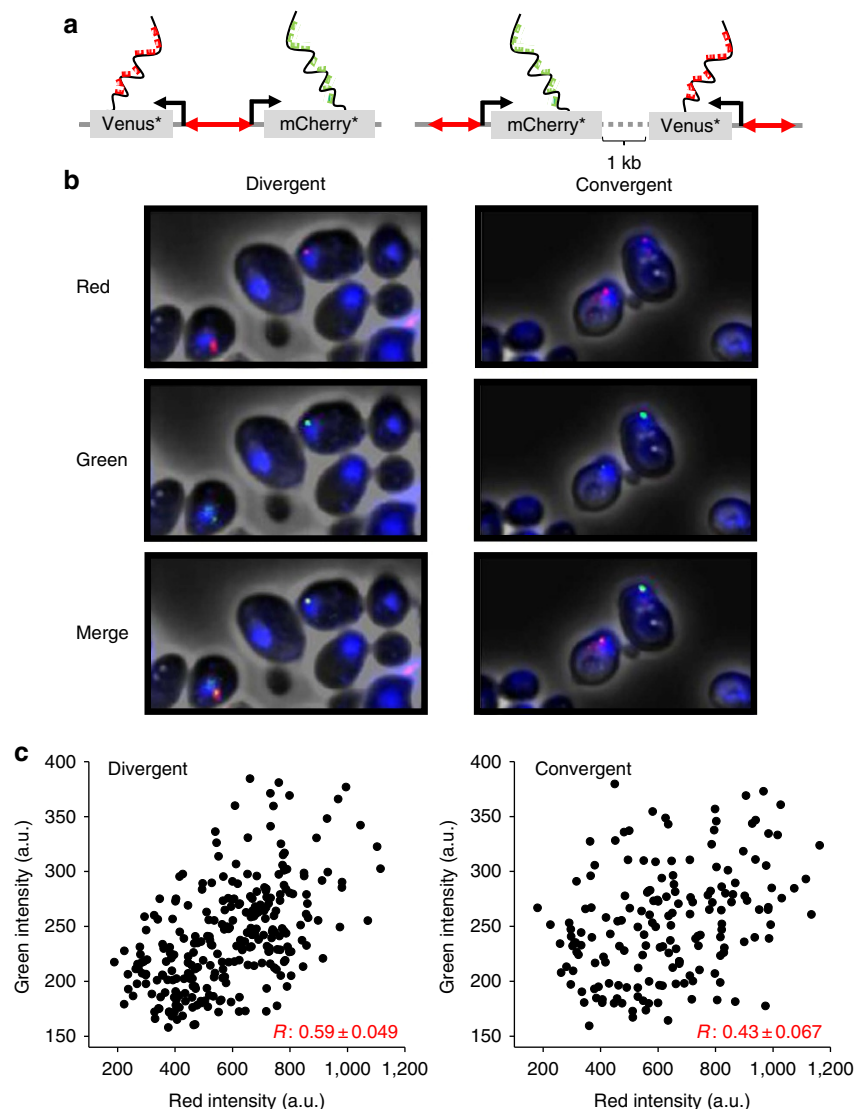 a
Venus* mCherry* mCherry* Venus*
1 kb
b
Divergent Convergent
Red
Green
Merge
c
Divergent
Green intensity (a.u.)
400
350
300
250
200
150
R: 0.59 ± 0.049
200 400 600 800 1,000 1,200
Red intensity (a.u.)
Convergent
Green intensity (a.u.)
400
350
300
250
200
150
R: 0.43 ± 0.067
200 400 600 800 1,000 1,200
Red intensity (a.u.)